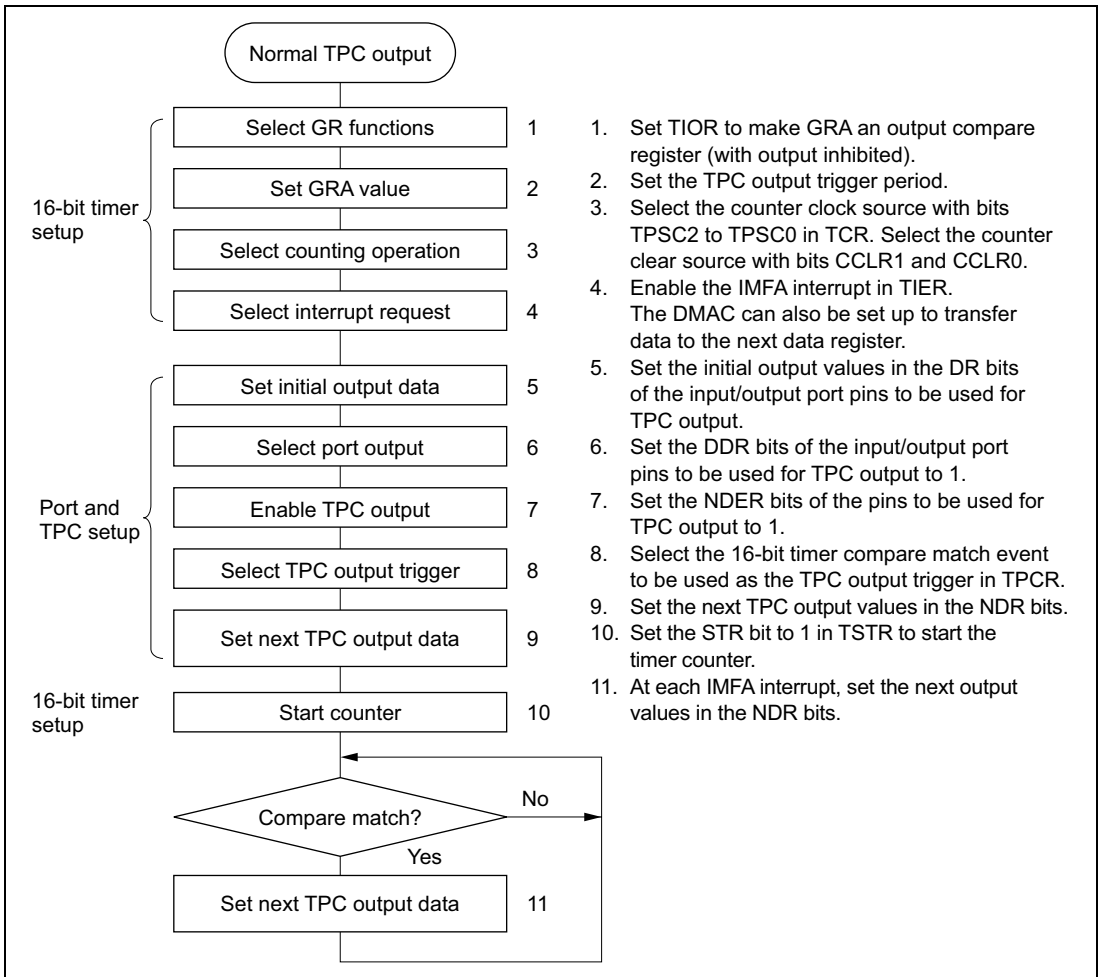 Normal TPC output
16-bit timer
setup
Select GR functions 1
Set GRA value 2
Select counting operation 3
Select interrupt request 4
Port and
TPC setup
Set initial output data 5
Select port output 6
Enable TPC output 7
Select TPC output trigger 8
Set next TPC output data 9
16-bit timer
setup
Start counter 10
Compare match?
No
Yes
Set next TPC output data 11
1. Set TIOR to make GRA an output compare
register (with output inhibited).
2. Set the TPC output trigger period.
3. Select the counter clock source with bits
TPSC2 to TPSC0 in TCR. Select the counter
clear source with bits CCLR1 and CCLR0.
4. Enable the IMFA interrupt in TIER.
The DMAC can also be set up to transfer
data to the next data register.
5. Set the initial output values in the DR bits
of the input/output port pins to be used for
TPC output.
6. Set the DDR bits of the input/output port
pins to be used for TPC output to 1.
7. Set the NDER bits of the pins to be used for
TPC output to 1.
8. Select the 16-bit timer compare match event
to be used as the TPC output trigger in TPCR.
9. Set the next TPC output values in the NDR bits.
10. Set the STR bit to 1 in TSTR to start the
timer counter.
11. At each IMFA interrupt, set the next output
values in the NDR bits.